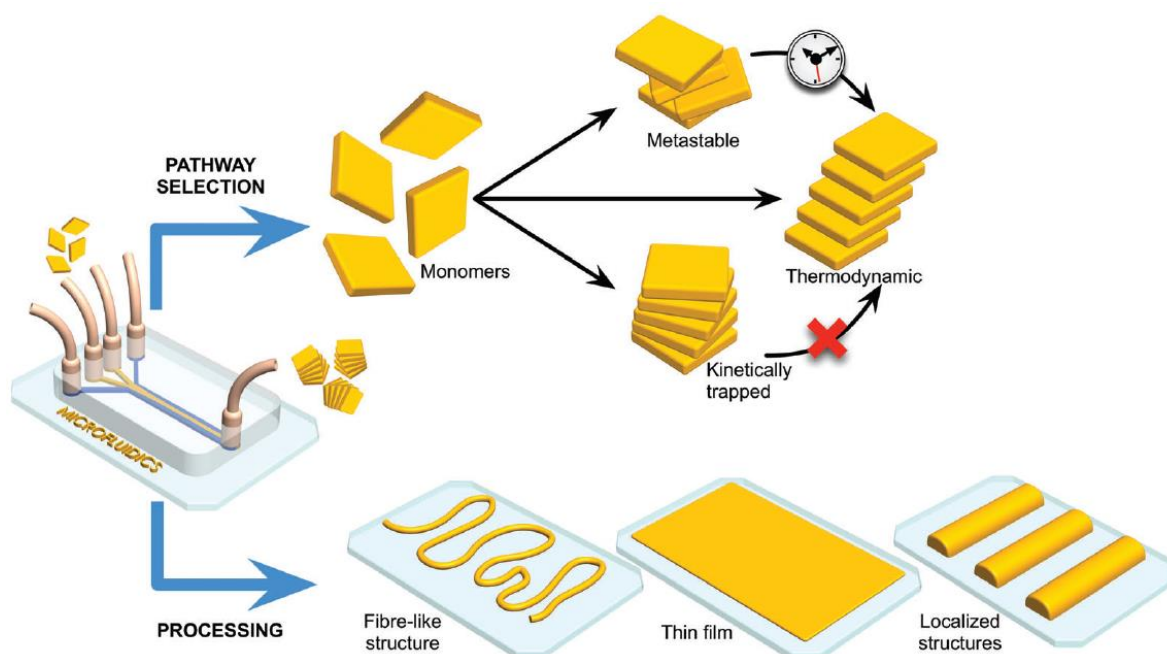 PATHWAY
SELECTION
Monomers
Metastable
Thermodynamic
Kinetically
trapped
MICROFLUIDICS
PROCESSING
Fibre-like
structure
Thin film
Localized
structures